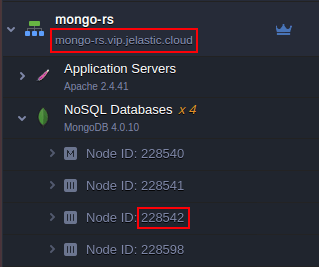 mongo-rs
mongo-rs.vip.jelastic.cloud
Application Servers
Apache 2.4.41
NoSQL Databases x 4
MongoDB 4.0.10
M Node ID: 228540
Node ID: 228541
Node ID: 228542
Node ID: 228598